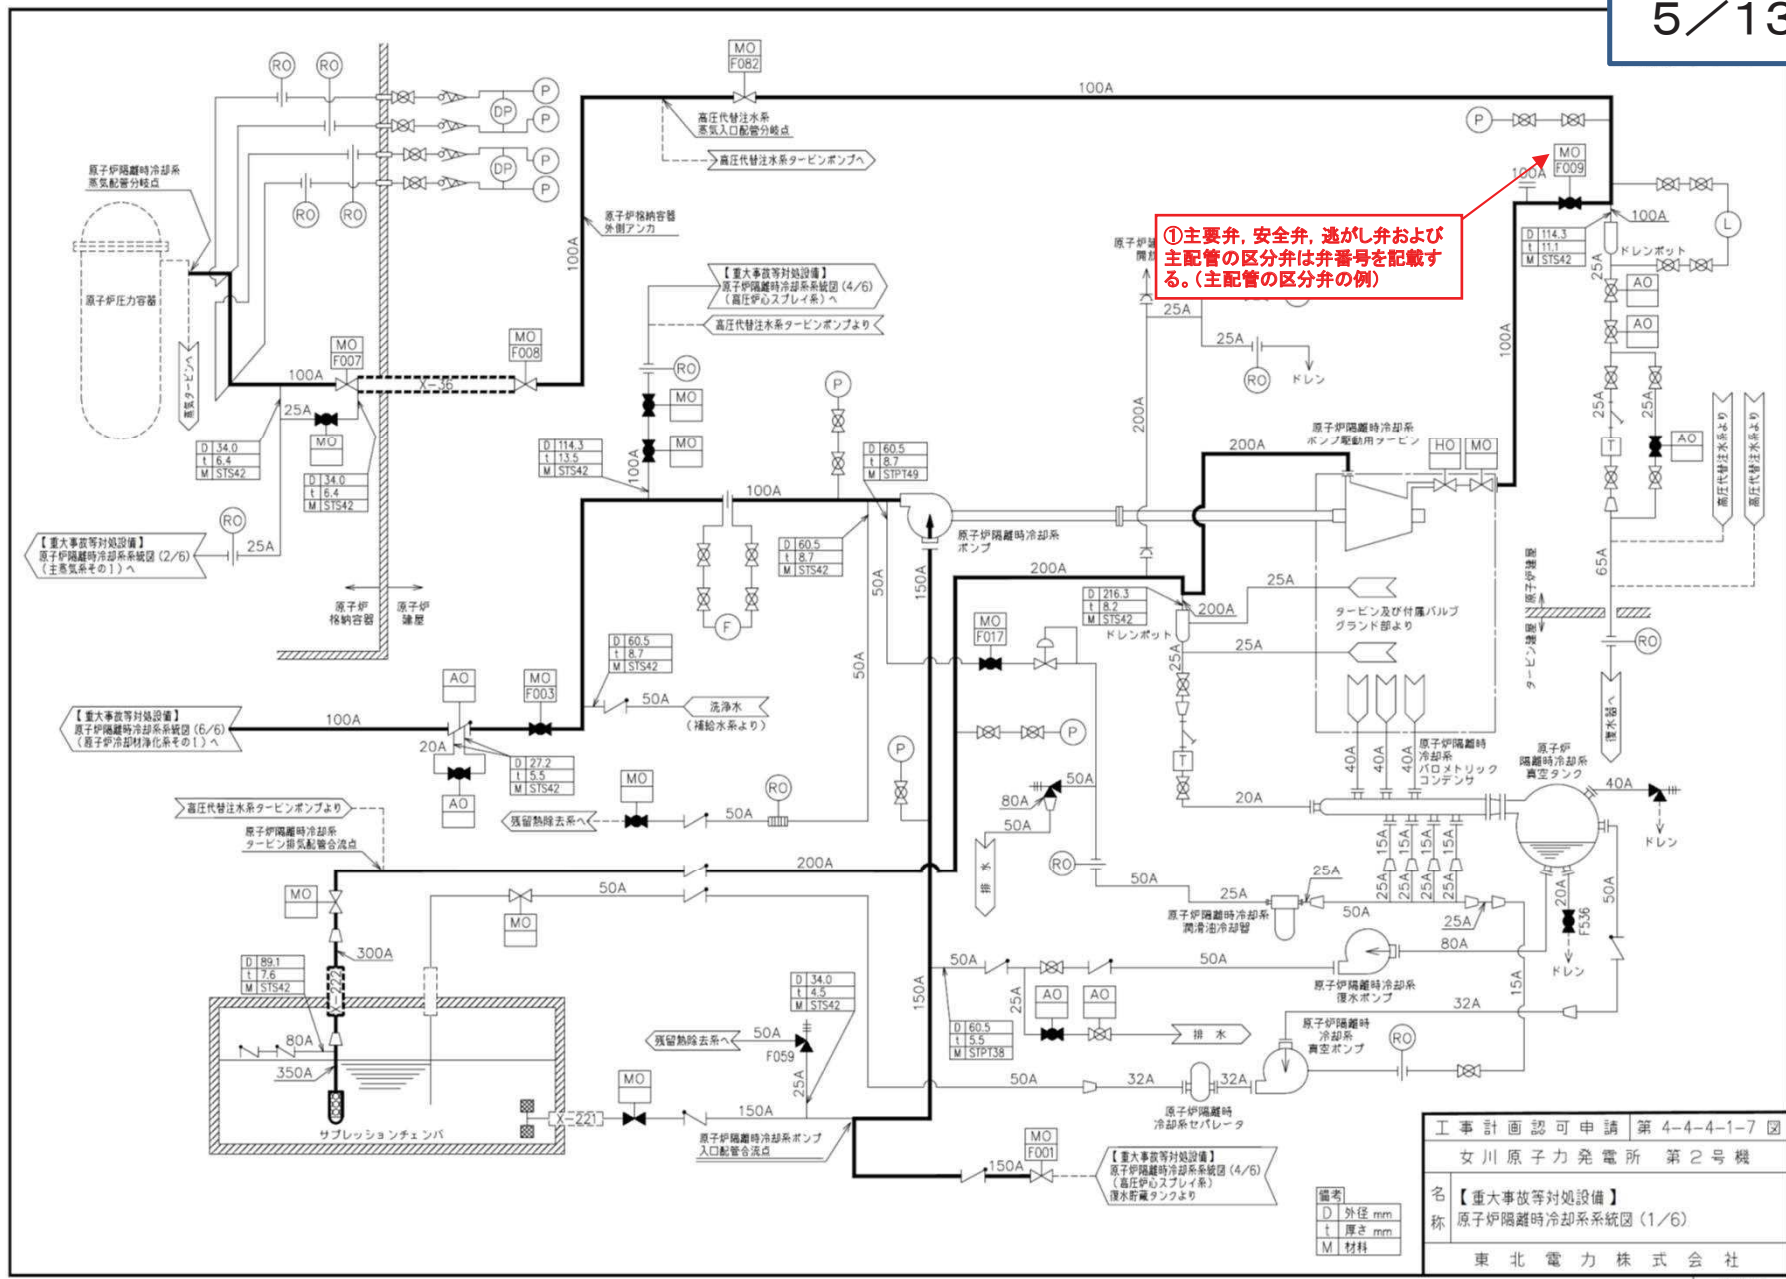 5/13
MO
F082
100A
RO
RO
P
DP
P
P
DP
P
RO
RO
高圧代替注水系
蒸気入口配管分岐点
高圧代替注水系タービンポンプへ
P
MO
F009
100A
原子炉隔離時冷却系
蒸気配管分岐点
原子炉格納容器
外側アンカ
100A
①主要弁，安全弁，逃がし弁および
主配管の区分弁は弁番号を記載す
る。（主配管の区分弁の例）
D 114.3
t 11.1
M STS42
100A
ドレンポット
L
25A
AO
AO
原子炉圧力容器
蒸気タービンへ
【重大事故等対処設備】
原子炉隔離時冷却系系統図(4/6)
(高圧炉心スプレイ系)へ
高圧代替注水系タービンポンプより
25A
25A
RO
ドレン
200A
100A
MO
F007
MO
F008
100A
X-36
25A
MO
RO
MO
MO
100A
P
D 34.0
t 6.4
M STS42
D 34.0
t 6.4
M STS42
D 114.3
t 13.5
M STS42
D 60.5
t 8.7
M STPT49
原子炉隔離時冷却系
ポンプ駆動用タービン
200A
HO
MO
25A
25A
T
AO
高圧代替注水系より
高圧代替注水系より
100A
RO
25A
【重大事故等対処設備】
原子炉隔離時冷却系系統図(2/6)
(主蒸気系その1)へ
原子炉隔離時冷却系
ポンプ
D 60.5
t 8.7
M STS42
50A
150A
200A
25A
65A
原子炉建屋
タービン建屋
原子炉
格納容器
原子炉
建屋
F
D 216.3
t 8.2
M STS42
200A
ドレンポット
タービン及び付属バルブ
グランド部より
25A
25A
RO
復水器へ
MO
F017
D 60.5
t 8.7
M STS42
50A
50A
洗浄水
(補給水系より)
AO
MO
F003
【重大事故等対処設備】
原子炉隔離時冷却系系統図(6/6)
(原子炉冷却材浄化系その1)へ
100A
20A
AO
D 27.2
t 5.5
M STS42
P
P
T
40A
40A
40A
原子炉隔離時
冷却系
バロメトリック
コンデンサ
原子炉
隔離時冷却系
真空タンク
40A
ドレン
MO
RO
残留熱除去系へ
50A
50A
80A
50A
排水
20A
高圧代替注水系タービンポンプより
原子炉隔離時冷却系
タービン排気配管合流点
200A
RO
50A
15A
15A
15A
15A
25A
25A
25A
25A
MO
50A
MO
25A
25A
50A
25A
原子炉隔離時冷却系
潤滑油冷却器
20A
F536
ドレン
50A
300A
D 89.1
t 7.6
M STS42
X-222
80A
350A
サプレッションチェンバ
D 34.0
t 4.5
M STS42
150A
50A
25A
AO
AO
50A
80A
原子炉隔離時冷却系
復水ポンプ
15A
D 60.5
t 5.5
M STPT38
排水
32A
原子炉隔離時
冷却系
真空ポンプ
RO
残留熱除去系へ
50A
F059
25A
MO
X-221
150A
50A
32A
32A
原子炉隔離時
冷却系セパレータ
原子炉隔離時冷却系ポンプ
入口配管合流点
MO
F001
150A
【重大事故等対処設備】
原子炉隔離時冷却系系統図(4/6)
(高圧炉心スプレイ系)
復水貯蔵タンクより
備考
D 外径 mm
t 厚さ mm
M 材料
工事計画認可申請 第 4-4-4-1-7 図
女川原子力発電所 第2号機
名称
【重大事故等対処設備】
原子炉隔離時冷却系系統図(1/6)
東北電力株式会社